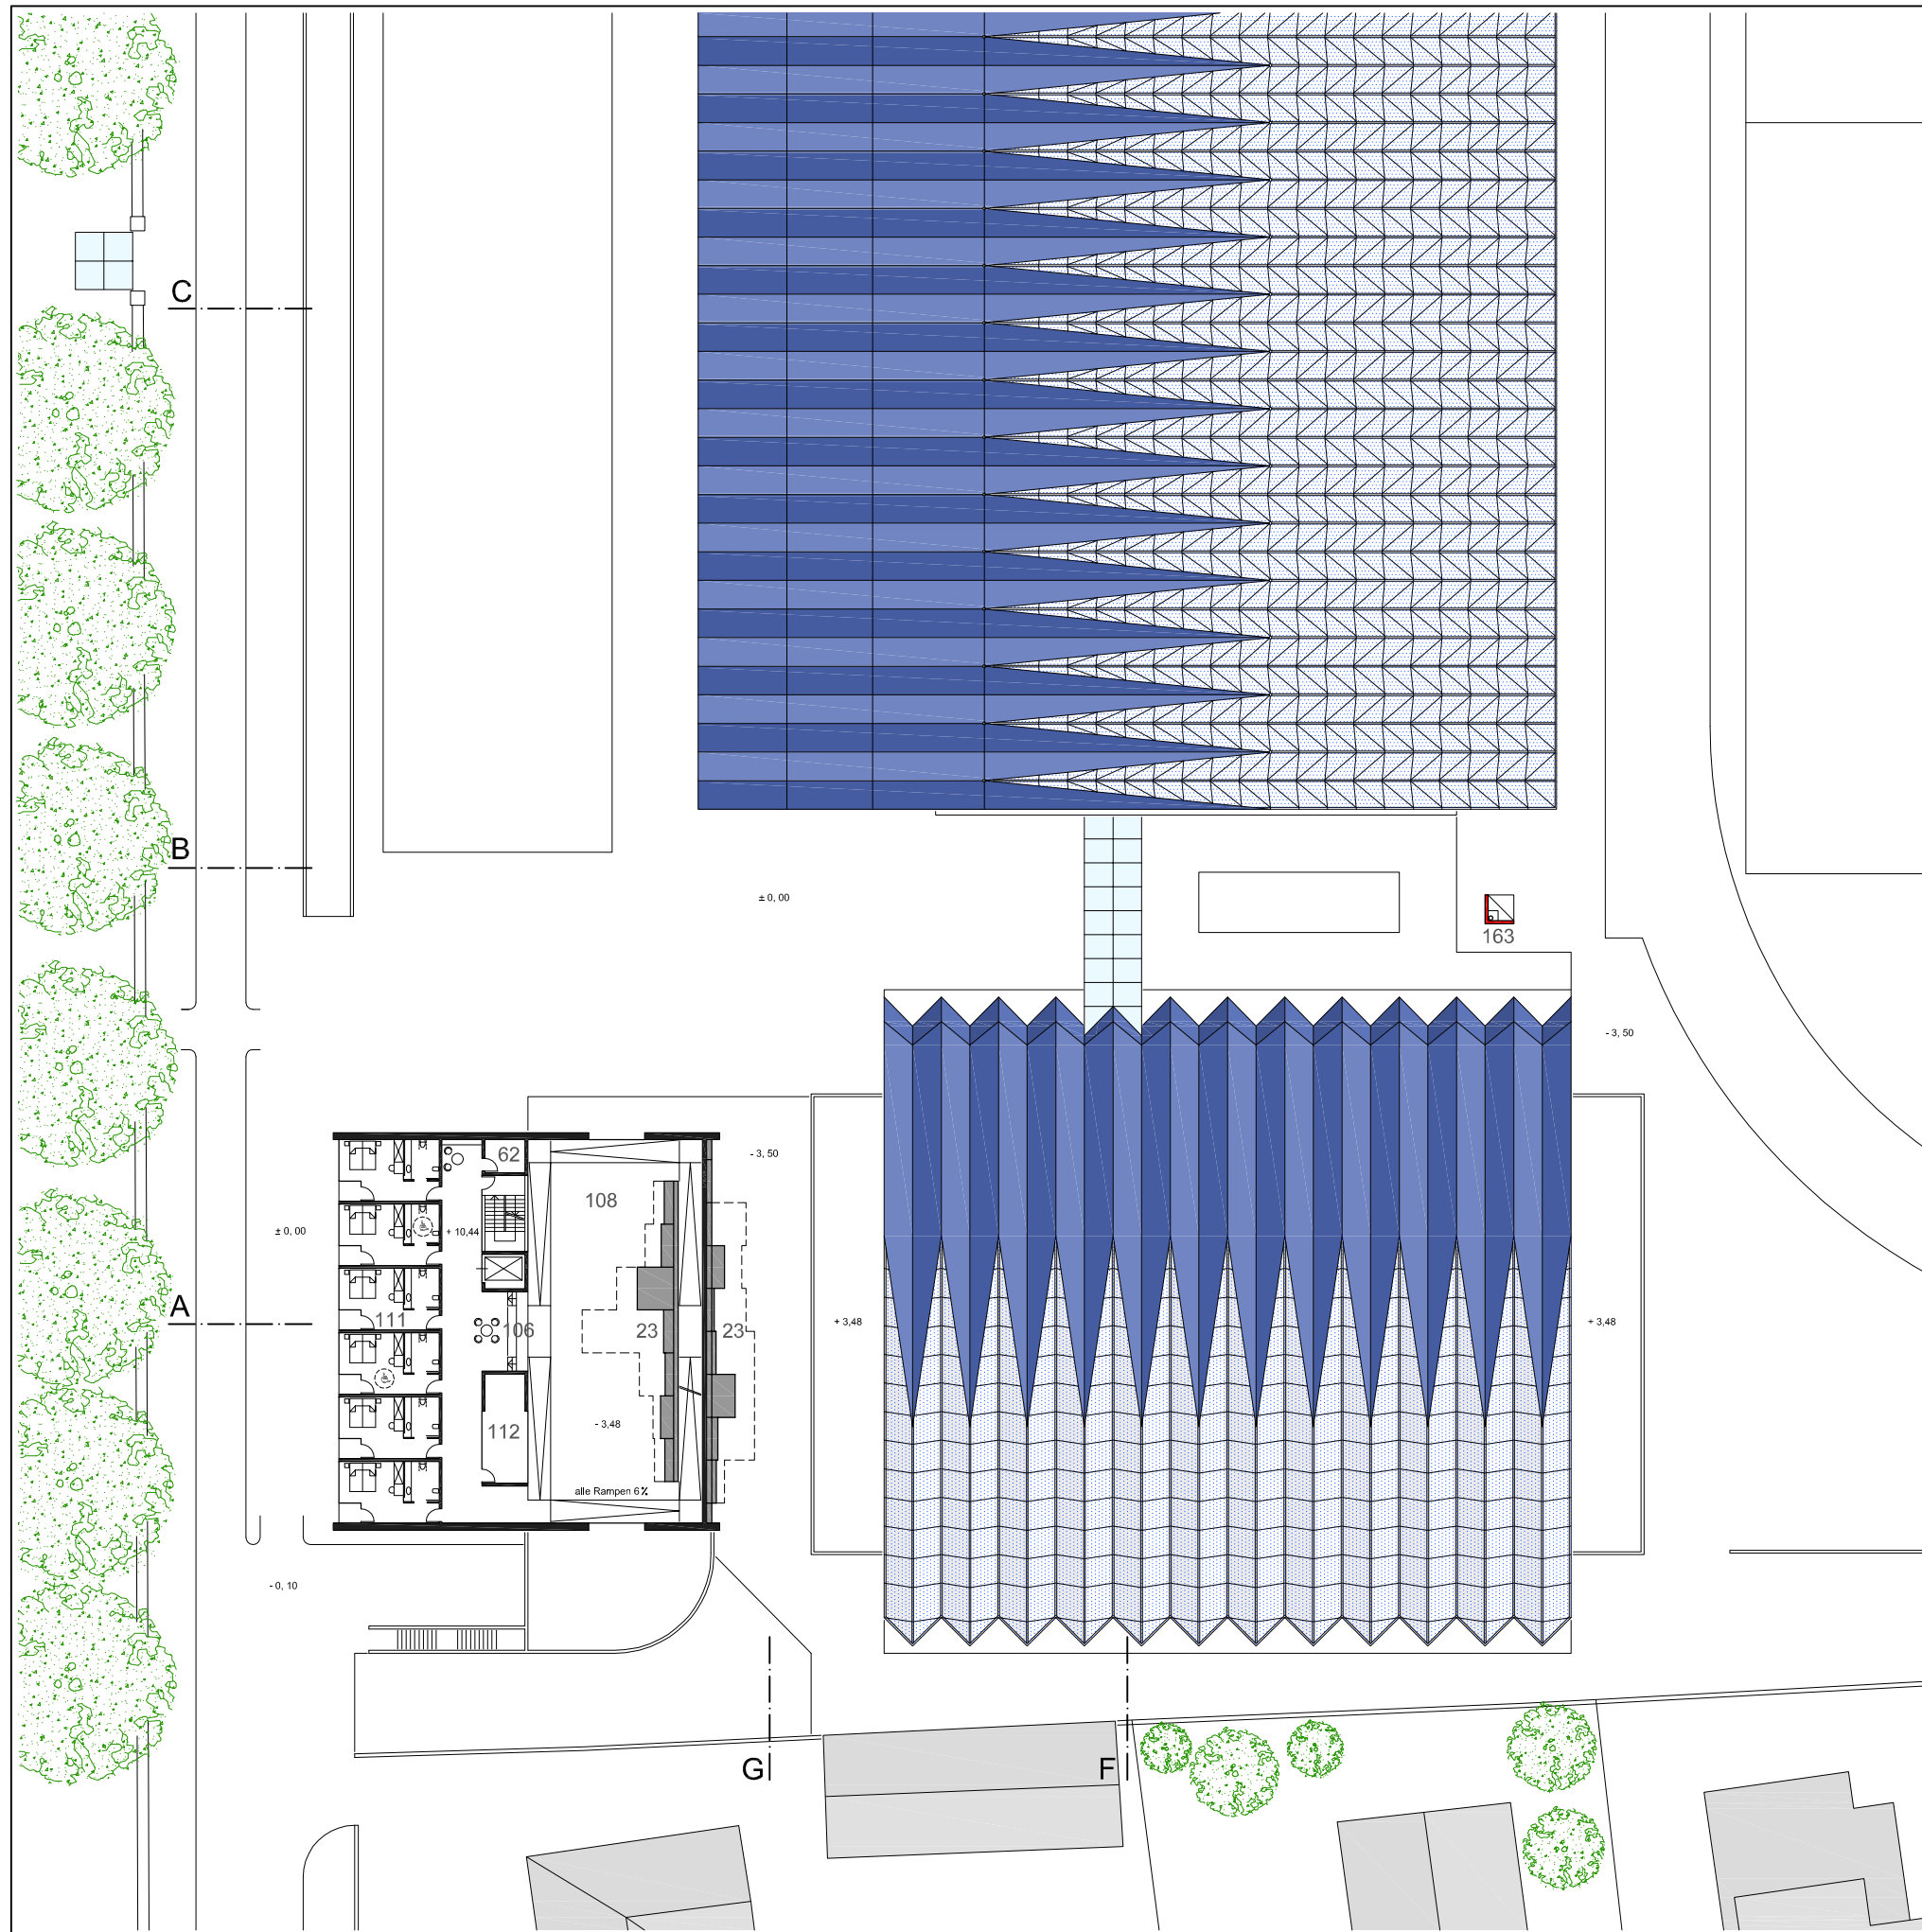 C
B
± 0, 00
163
- 3, 50
62
- 3, 50
108
± 0, 00
+ 10,44
A
111
106
23
23
+ 3,48
+ 3,48
- 3,48
112
alle Rampen 6%
- 0, 10
G
F